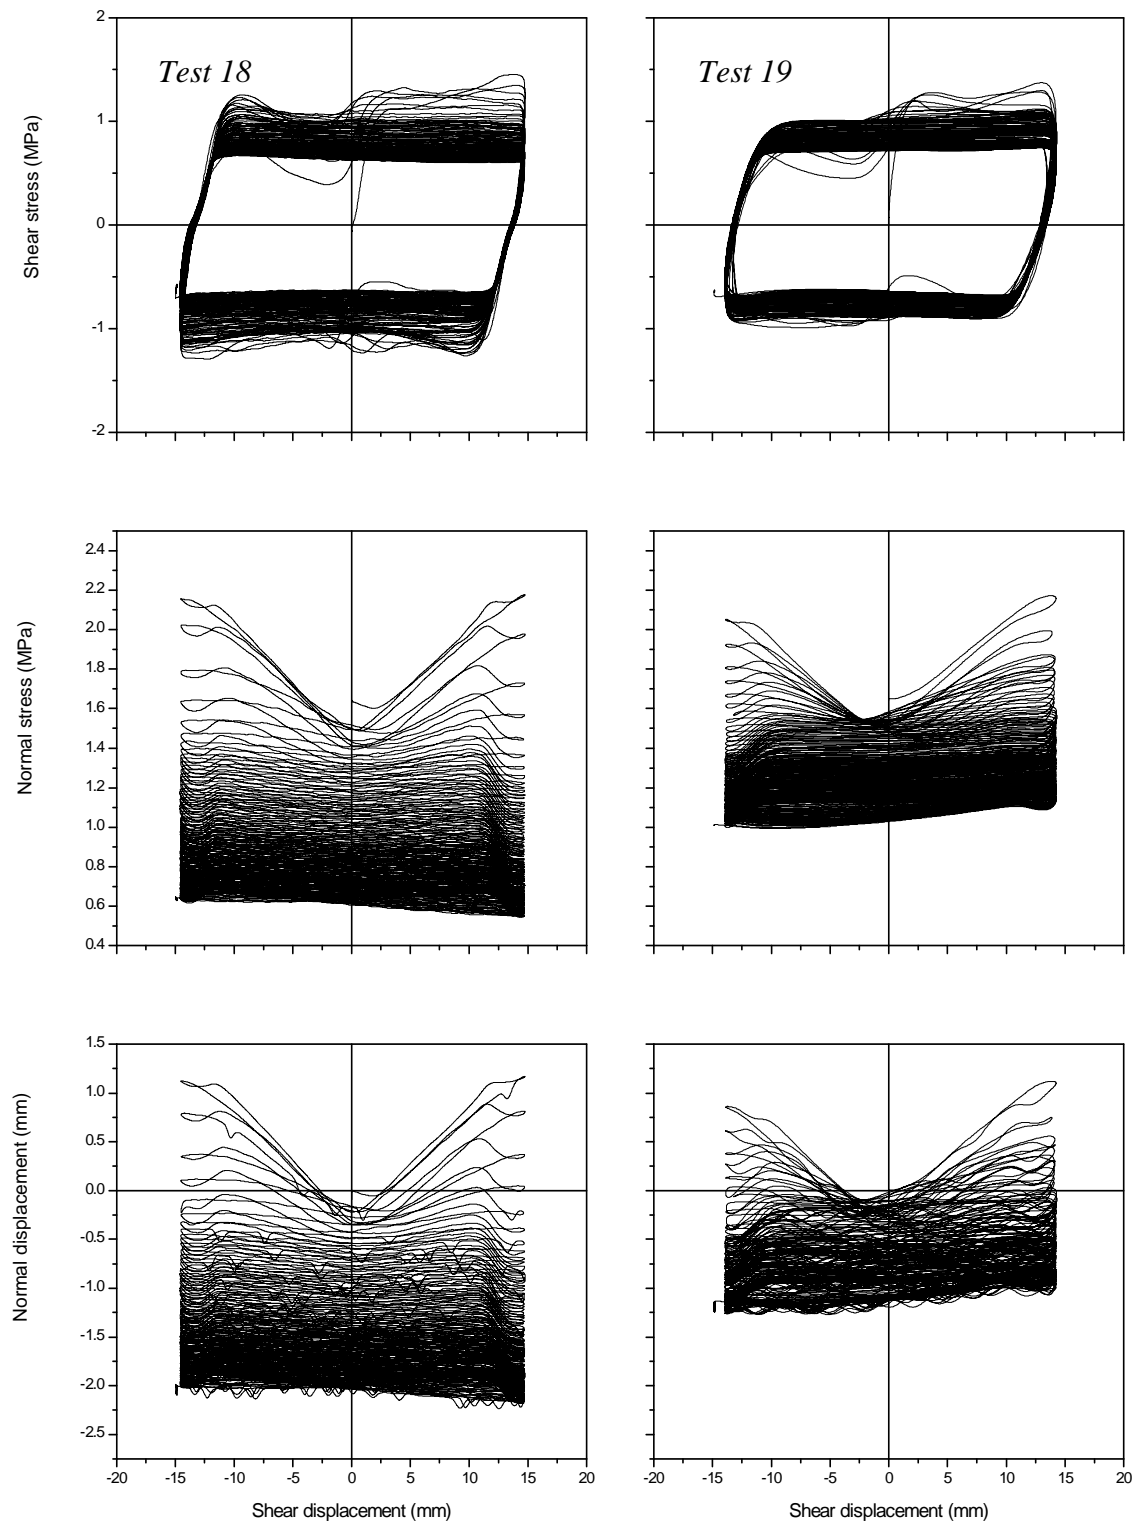 2
1
0
-1
-2
Shear stress (MPa)
Test 18
Test 19
2.4
2.2
2.0
1.8
1.6
1.4
1.2
1.0
0.8
0.6
0.4
Normal stress (MPa)
1.5
1.0
0.5
0.0
-0.5
-1.0
-1.5
-2.0
-2.5
Normal displacement (mm)
-20 -15 -10 -5 0 5 10 15 20
Shear displacement (mm)
-20 -15 -10 -5 0 5 10 15 20
Shear displacement (mm)